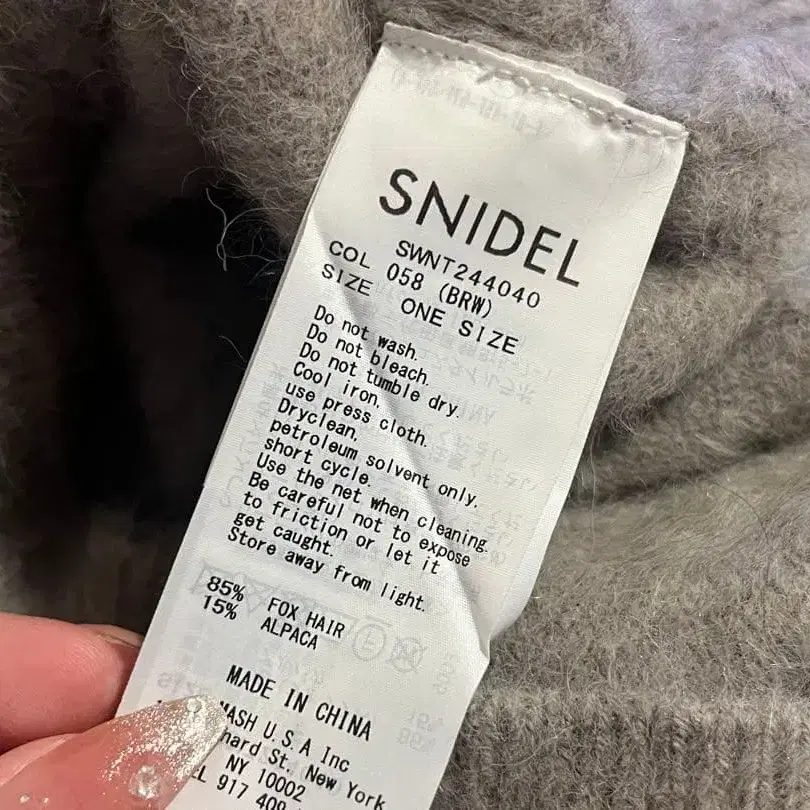 SNIDEL
SWNT244040
COL 058 (BRW)
SIZE ONE SIZE
Do not wash.
Do not bleach.
Do not tumble dry.
Cool iron.
use press cloth.
Dryclean,
petroleum solvent only.
short cycle.
Use the net when cleaning.
Be careful not to expose
to friction or let it
get caught.
Store away from light.
85% FOX HAIR
15% ALPACA
MADE IN CHINA
U.S.A Inc
St. New York
NY 10002
917 409